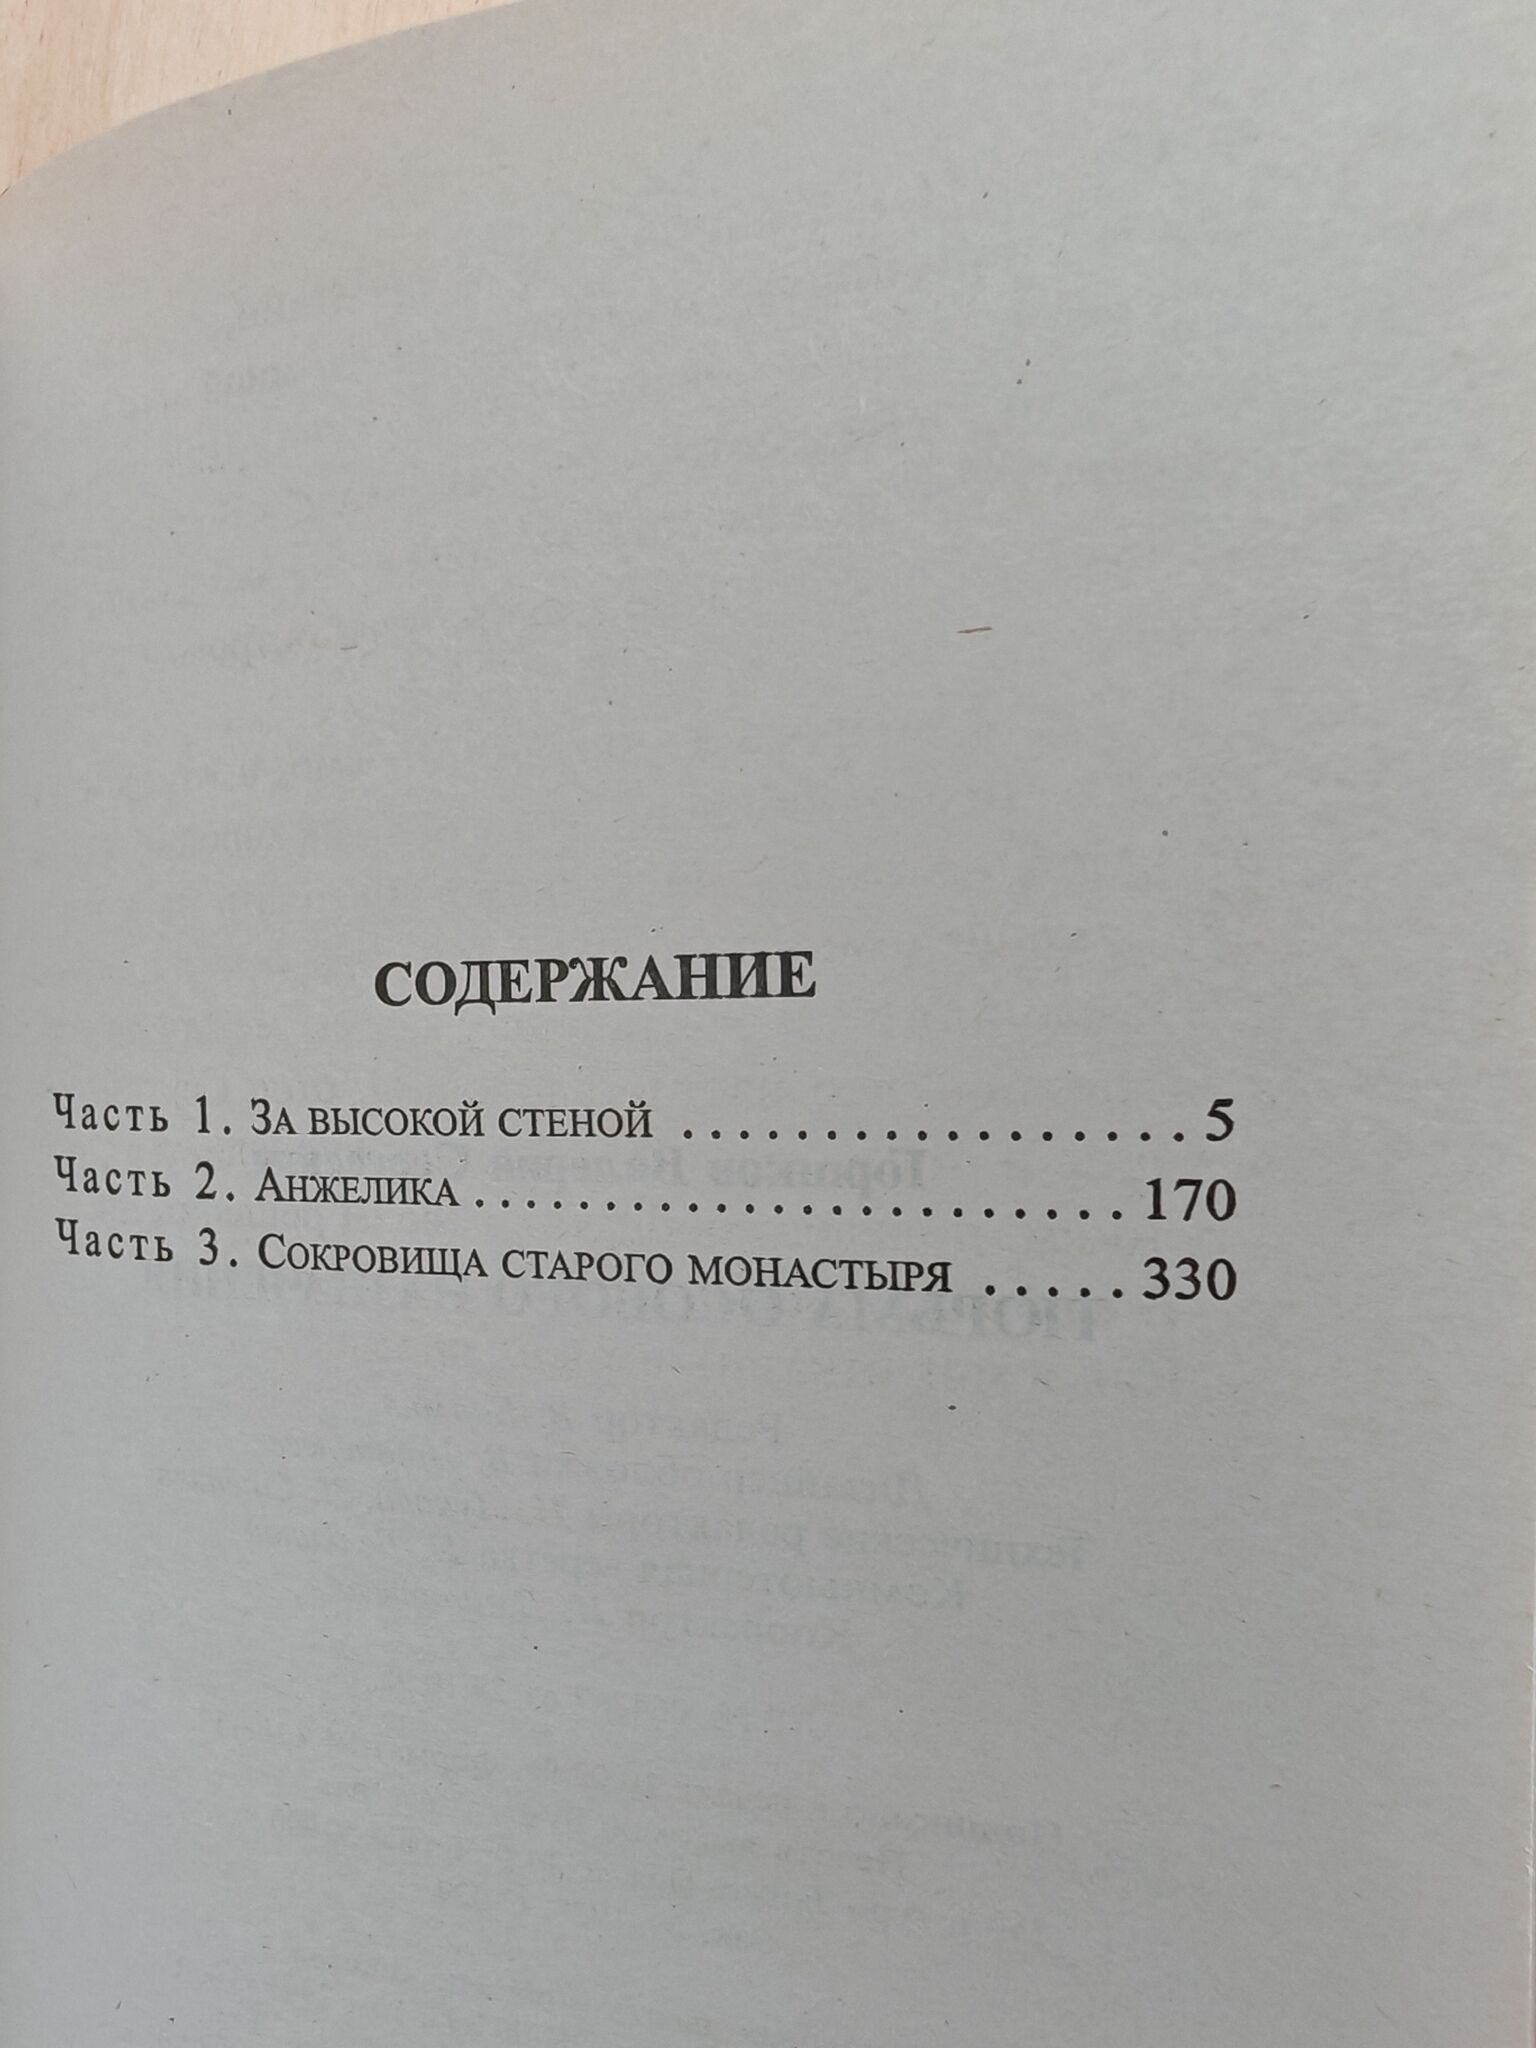 СОДЕРЖАНИЕ
Часть 1. За высокой стеной . . . . . . . . . . . . . . . . . . 5
Часть 2. Анжелика . . . . . . . . . . . . . . . . . . . . . . . 170
Часть 3. Сокровища старого монастыря . . . . . 330